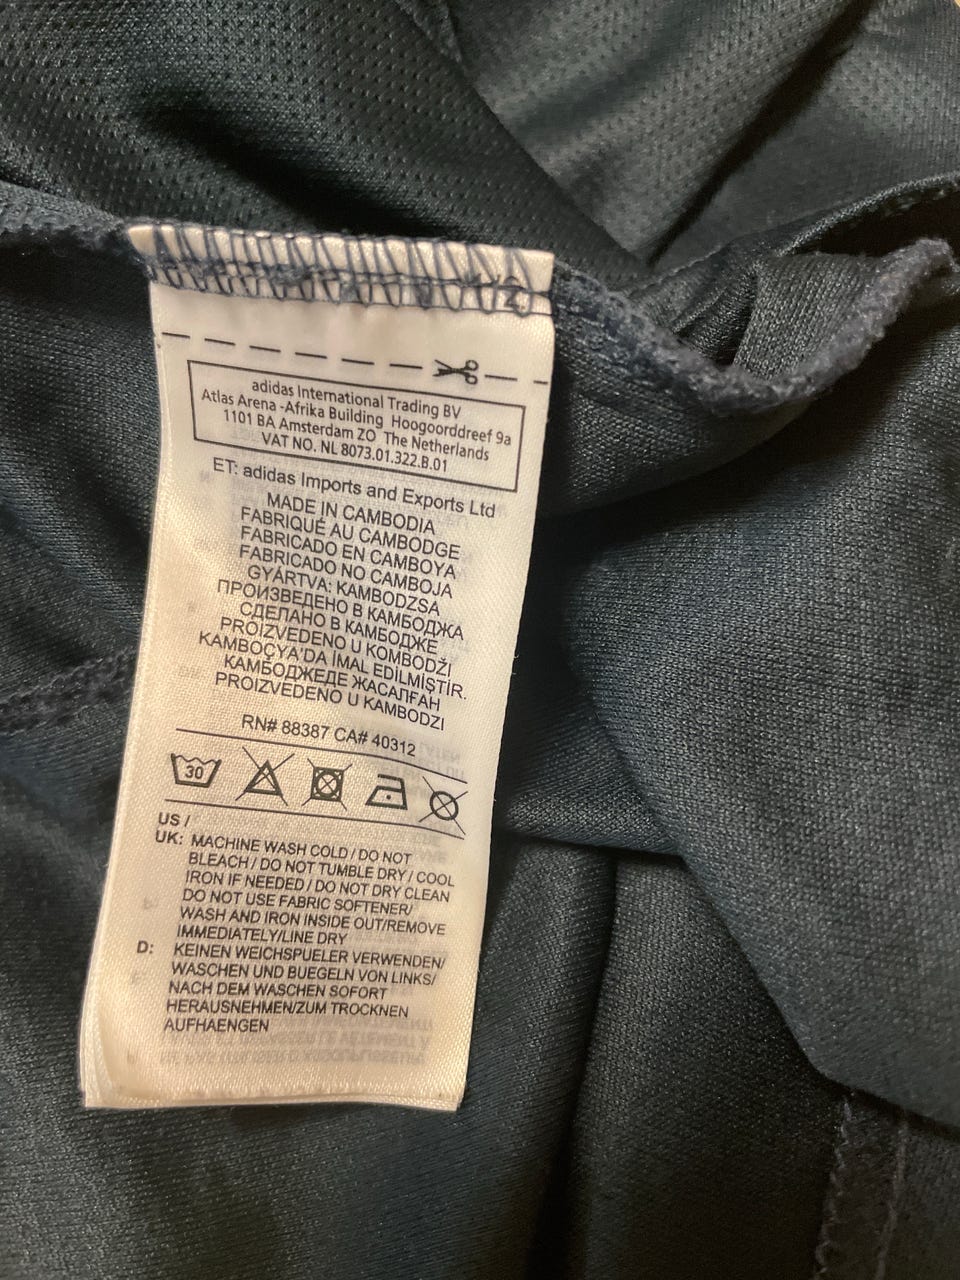 2
adidas International Trading BV
Atlas Arena -Afrika Building Hoogoorddreef 9a
1101 BA Amsterdam ZO The Netherlands
VAT NO. NL 8073.01.322.B.01
ET: adidas Imports and Exports Ltd
MADE IN CAMBODIA
FABRIQUÉ AU CAMBODGE
FABRICADO EN CAMBOYA
FABRICADO NO CAMBOJA
GYÁRTVA: KAMBODZSA
ПРОИЗВЕДЕНО В КАМБОДЖА
СДЕЛАНО В КАМБОДЖЕ
PROIZVEDENO U KOMBODŽI
KAMBOÇYA'DA İMAL EDİLMİŞTİR.
КАМБОДЖЕДЕ ЖАСАЛҒАН
PROIZVEDENO U KAMBODZI
RN# 88387 CA# 40312
30
US /
UK: MACHINE WASH COLD / DO NOT
BLEACH / DO NOT TUMBLE DRY / COOL
IRON IF NEEDED / DO NOT DRY CLEAN
DO NOT USE FABRIC SOFTENER/
WASH AND IRON INSIDE OUT/REMOVE
IMMEDIATELY/LINE DRY
D: KEINEN WEICHSPUELER VERWENDEN/
WASCHEN UND BUEGELN VON LINKS/
NACH DEM WASCHEN SOFORT
HERAUSNEHMEN/ZUM TROCKNEN
AUFHAENGEN